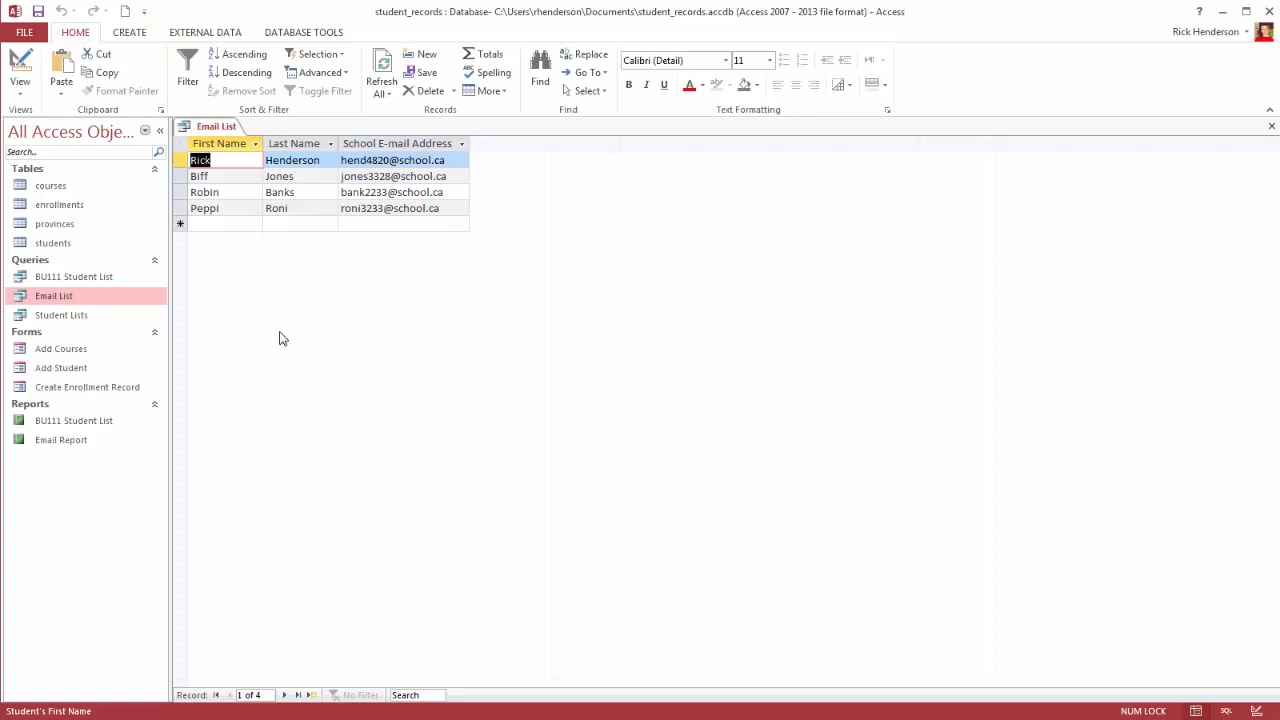 student_records : Database- C:\Users\rhenderson\Documents\student_records.accdb (Access 2007 - 2013 file format) - Access
FILE HOME CREATE EXTERNAL DATA DATABASE TOOLS Rick Henderson
View
Views
Paste
Cut
Copy
Format Painter
Clipboard
Filter
Ascending
Descending
Remove Sort
Selection
Advanced
Toggle Filter
Sort & Filter
Refresh
All
New
Save
Delete
Totals
Spelling
More
Records
Find
Replace
Go To
Select
Find
Calibri (Detail) 11
B I U A
Text Formatting
All Access Obje...
Search..
Tables
courses
enrollments
provinces
students
Queries
BU111 Student List
Email List
Student Lists
Forms
Add Courses
Add Student
Create Enrollment Record
Reports
BU111 Student List
Email Report
Email List
First Name Last Name School E-mail Address
Rick Henderson hend4820@school.ca
Biff Jones jones3328@school.ca
Robin Banks bank2233@school.ca
Peppi Roni roni3233@school.ca
Record: 1 of 4 No Filter Search
Student's First Name NUM LOCK SQL